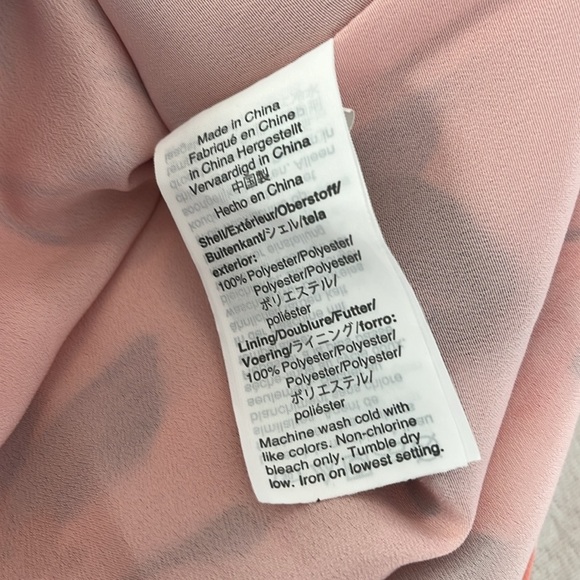 Made in China
Fabriqué en Chine
in China Hergestellt
Vervaardigd in China
中国製
Hecho en China
Shell/Extérieur/Oberstoff/
Buitenkant/シェル/tela
exterior:
100% Polyester/Polyester/
Polyester/Polyester/
ポリエステル/
poliéster
Lining/Doublure/Futter/
Voering/ライニング/forro:
100% Polyester/Polyester/
Polyester/Polyester/
ポリエステル/
poliéster
Machine wash cold with
like colors. Non-chlorine
bleach only. Tumble dry
low. Iron on lowest setting.